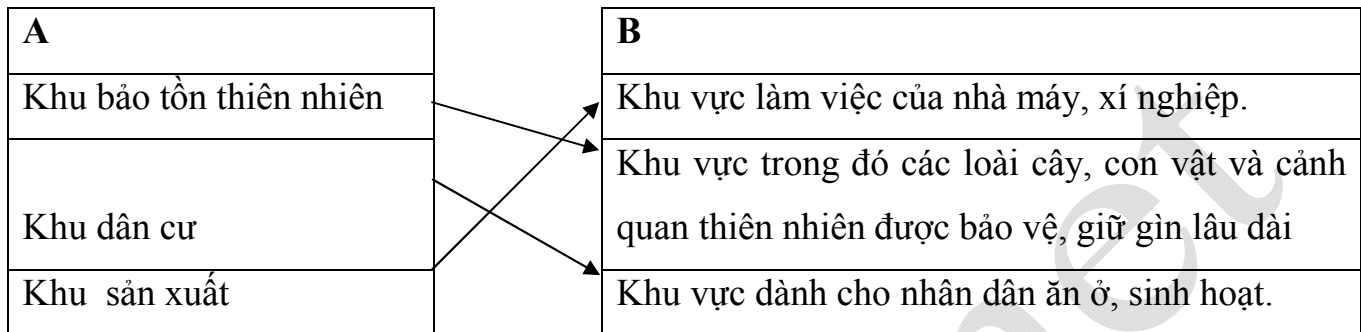 A
B
Khu bảo tồn thiên nhiên
Khu vực làm việc của nhà máy, xí nghiệp.
Khu vực trong đó các loài cây, con vật và cảnh
Khu dân cư
quan thiên nhiên được bảo vệ, giữ gìn lâu dài
Khu sản xuất
Khu vực dành cho nhân dân ăn ở, sinh hoạt.
et